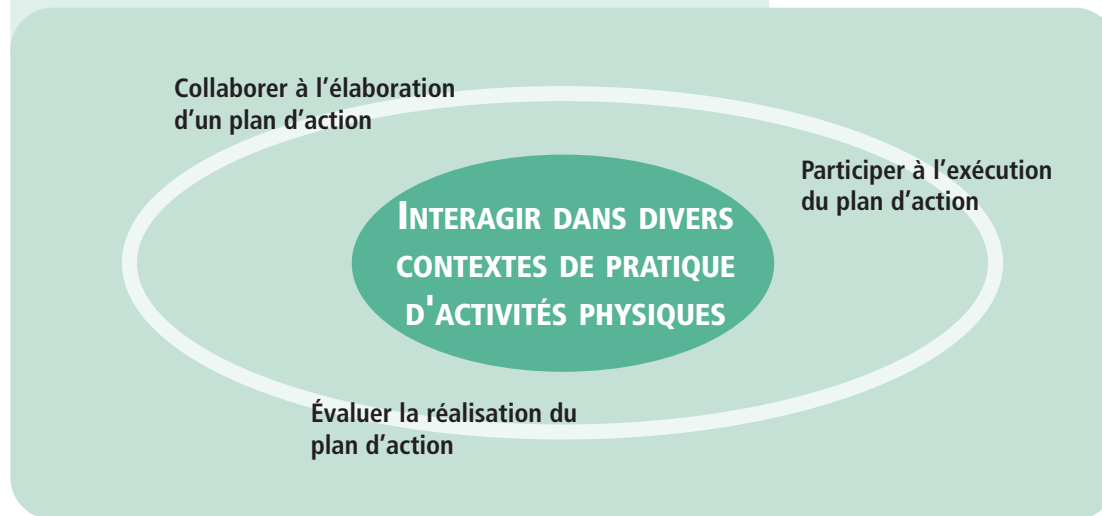 Collaborer à l'élaboration
d'un plan d'action
Participer à l'exécution
du plan d'action
INTERAGIR DANS DIVERS
CONTEXTES DE PRATIQUE
D'ACTIVITÉS PHYSIQUES
Évaluer la réalisation du
plan d'action